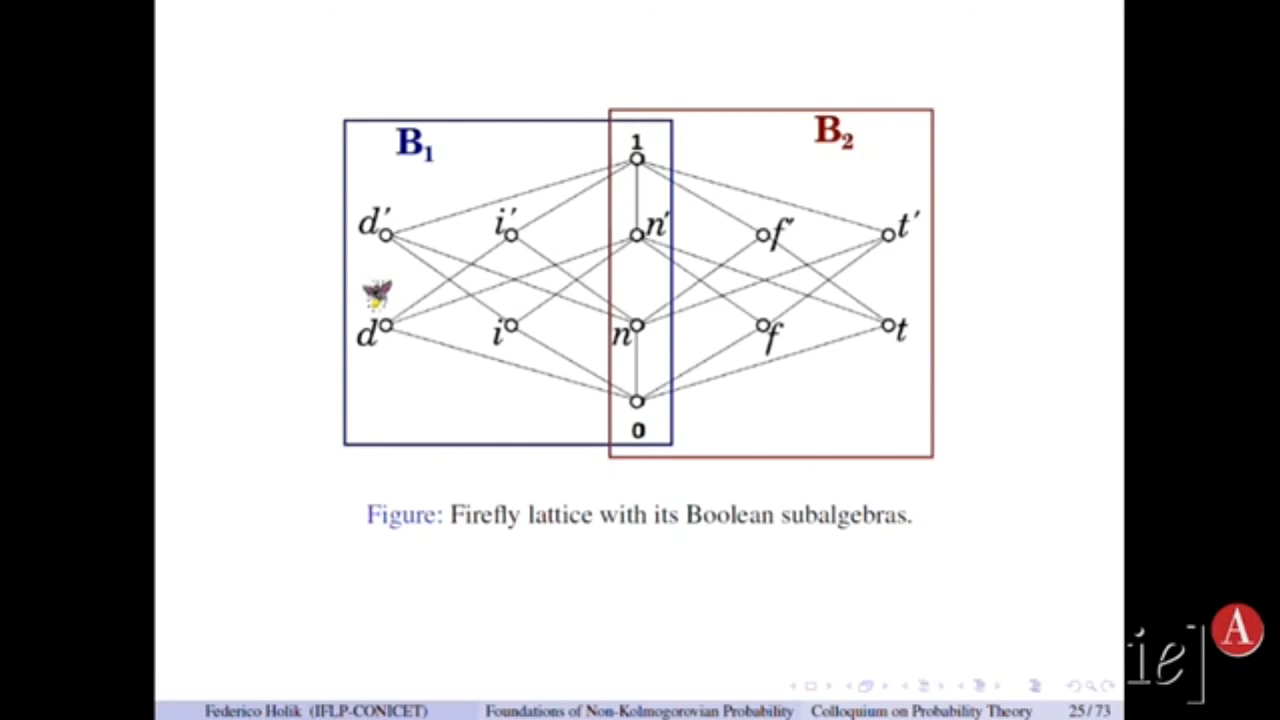 B₁
B₂
1
d′ i′ n′ f′ t′
d i n f t
0
Figure: Firefly lattice with its Boolean subalgebras.
ie] A
Federico Holik (IFLP-CONICET) Foundations of Non-Kolmogorovian Probability Colloquium on Probability Theory 25 / 73